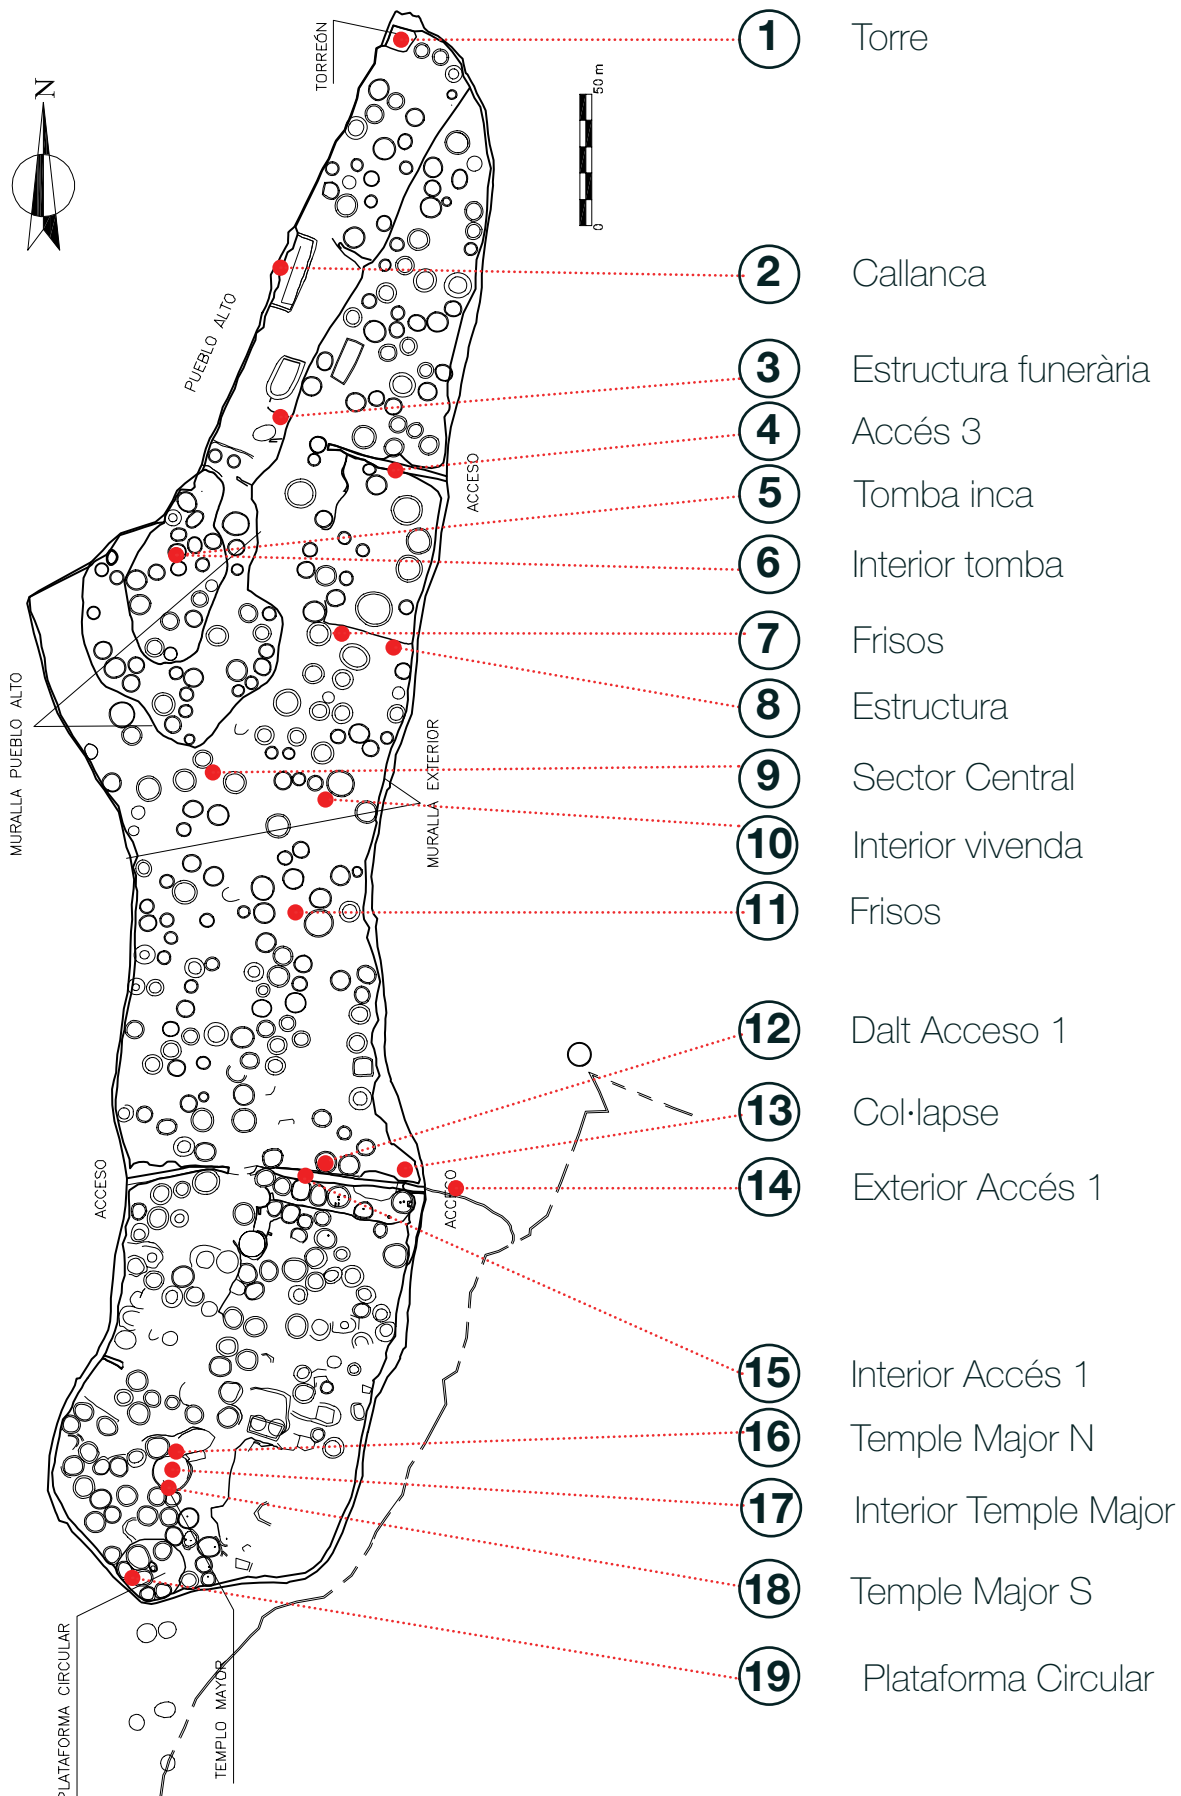 TORREÓN
1 Torre
N
50 m
0
2 Callanca
PUEBLO ALTO
3 Estructura funerària
4 Accés 3
ACCESO
5 Tomba inca
6 Interior tomba
7 Frisos
8 Estructura
MURALLA PUEBLO ALTO
MURALLA EXTERIOR
9 Sector Central
10 Interior vivenda
11 Frisos
12 Dalt Acceso 1
13 Col·lapse
ACCESO
ACCESO
14 Exterior Accés 1
15 Interior Accés 1
16 Temple Major N
17 Interior Temple Major
18 Temple Major S
19 Plataforma Circular
PLATAFORMA CIRCULAR
TEMPLO MAYOR